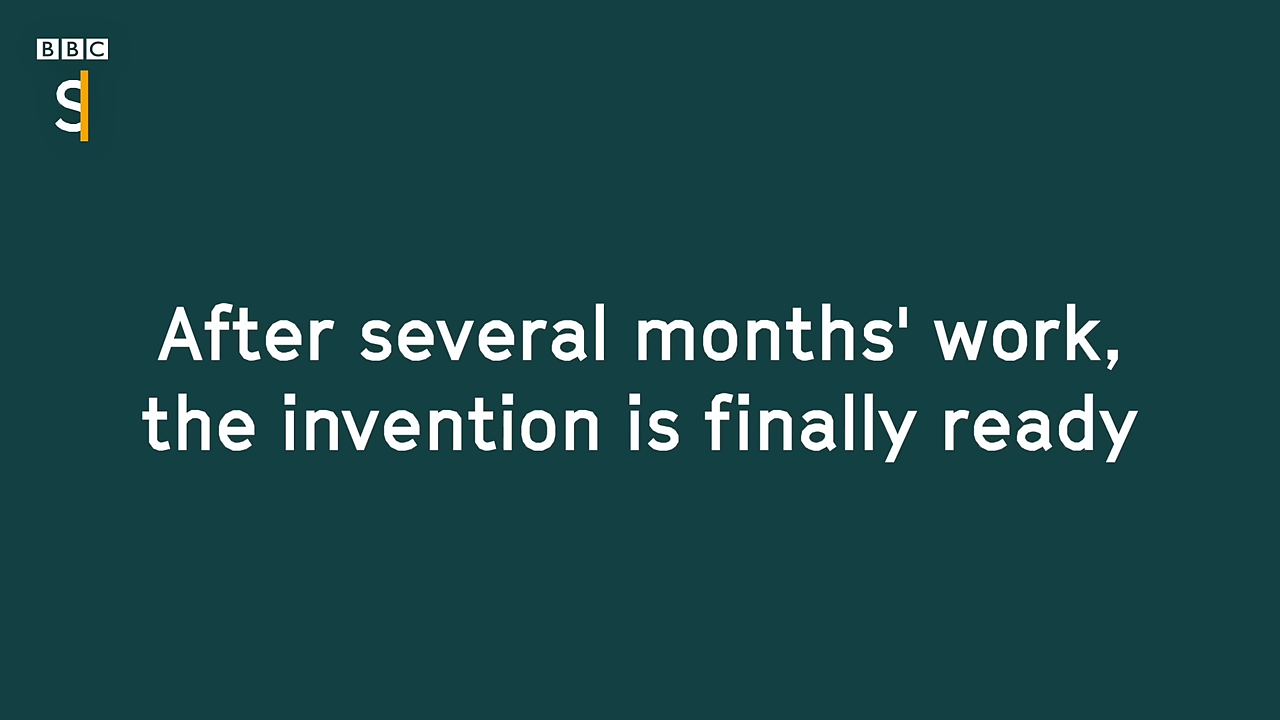 BBC
S
After several months' work,
the invention is finally ready